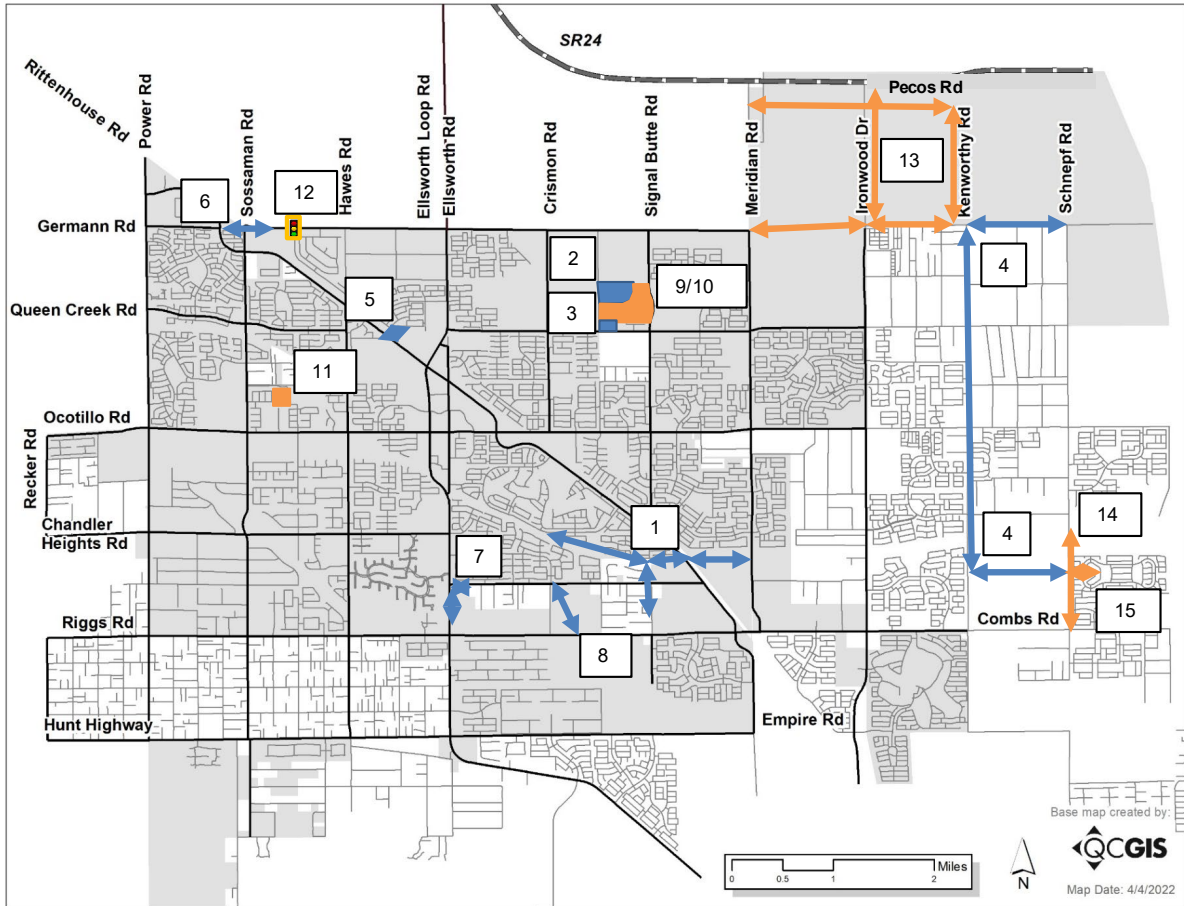 SR24
Rittenhouse Rd
Power Rd
Sossaman Rd
Hawes Rd
Ellsworth Loop Rd
Ellsworth Rd
Crismon Rd
Signal Butte Rd
Meridian Rd
Ironwood Dr
Pecos Rd
Kenworthy Rd
Schnepf Rd
13
6
12
Germann Rd
2
4
5
9/10
3
Queen Creek Rd
11
Ocotillo Rd
Recker Rd
Chandler
Heights Rd
1
4
14
7
Riggs Rd
Combs Rd
15
8
Hunt Highway
Empire Rd
Base map created by:
QCGIS
Miles
0
0.5
1
2
N
Map Date: 4/4/2022